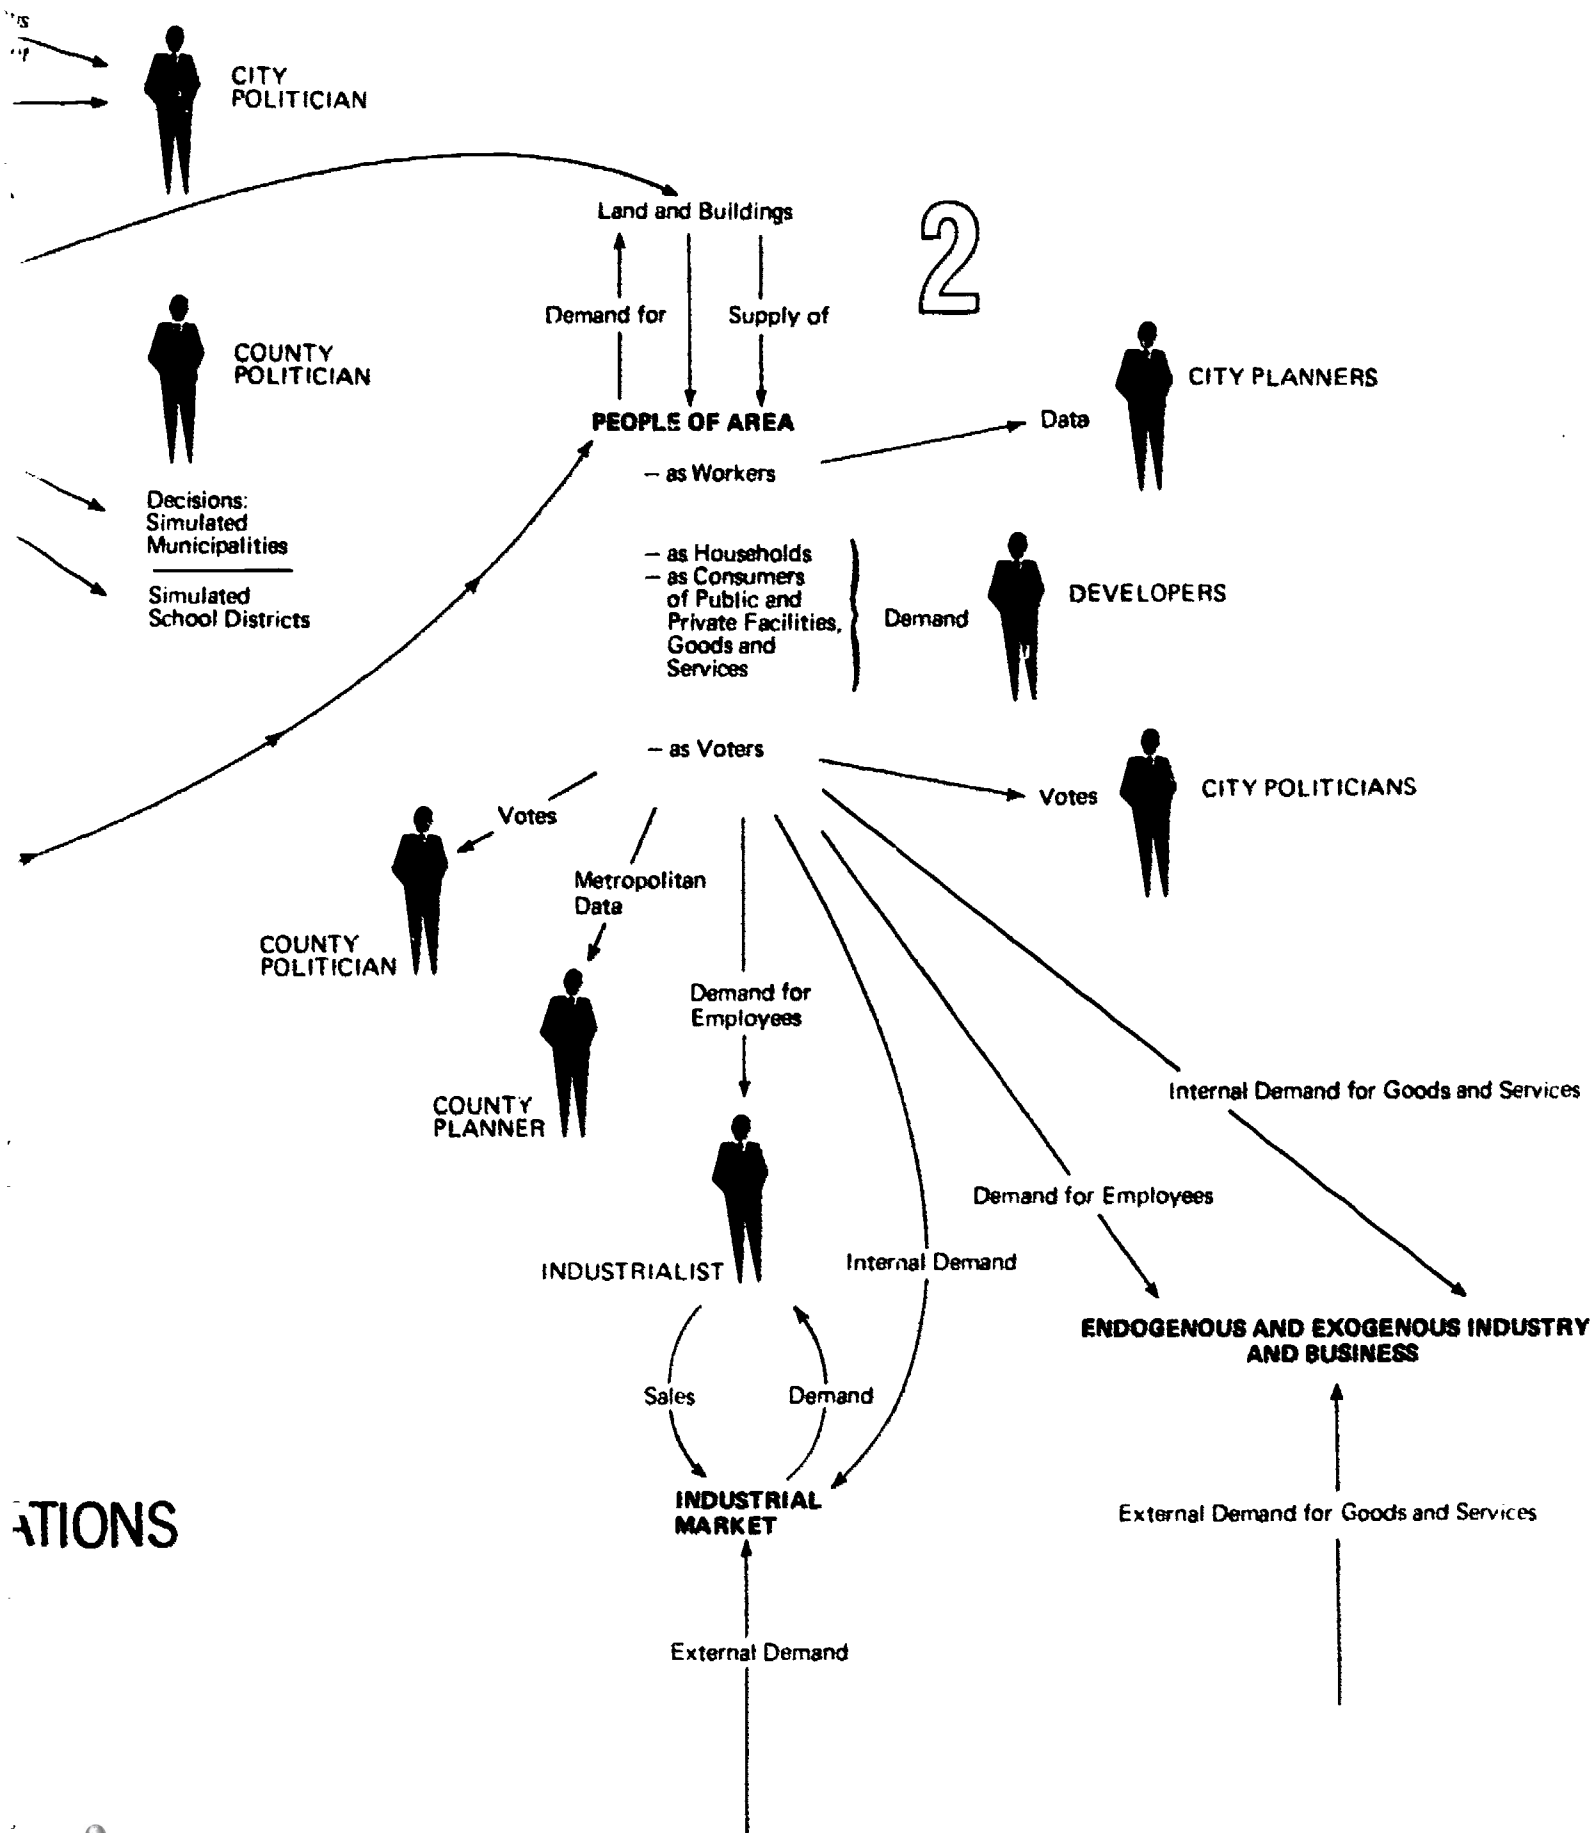 CITY
POLITICIAN
Land and Buildings
2
Demand for
Supply of
COUNTY
POLITICIAN
PEOPLE OF AREA
CITY PLANNERS
Data
– as Workers
Decisions:
Simulated
Municipalities
Simulated
School Districts
– as Households
– as Consumers
of Public and
Private Facilities,
Goods and
Services
Demand
DEVELOPERS
– as Voters
Votes
CITY POLITICIANS
Votes
COUNTY
POLITICIAN
Metropolitan
Data
COUNTY
PLANNER
Demand for
Employees
INDUSTRIALIST
Internal Demand for Goods and Services
Demand for Employees
Internal Demand
ENDOGENOUS AND EXOGENOUS INDUSTRY
AND BUSINESS
Sales
Demand
INDUSTRIAL
MARKET
External Demand for Goods and Services
ATIONS
External Demand